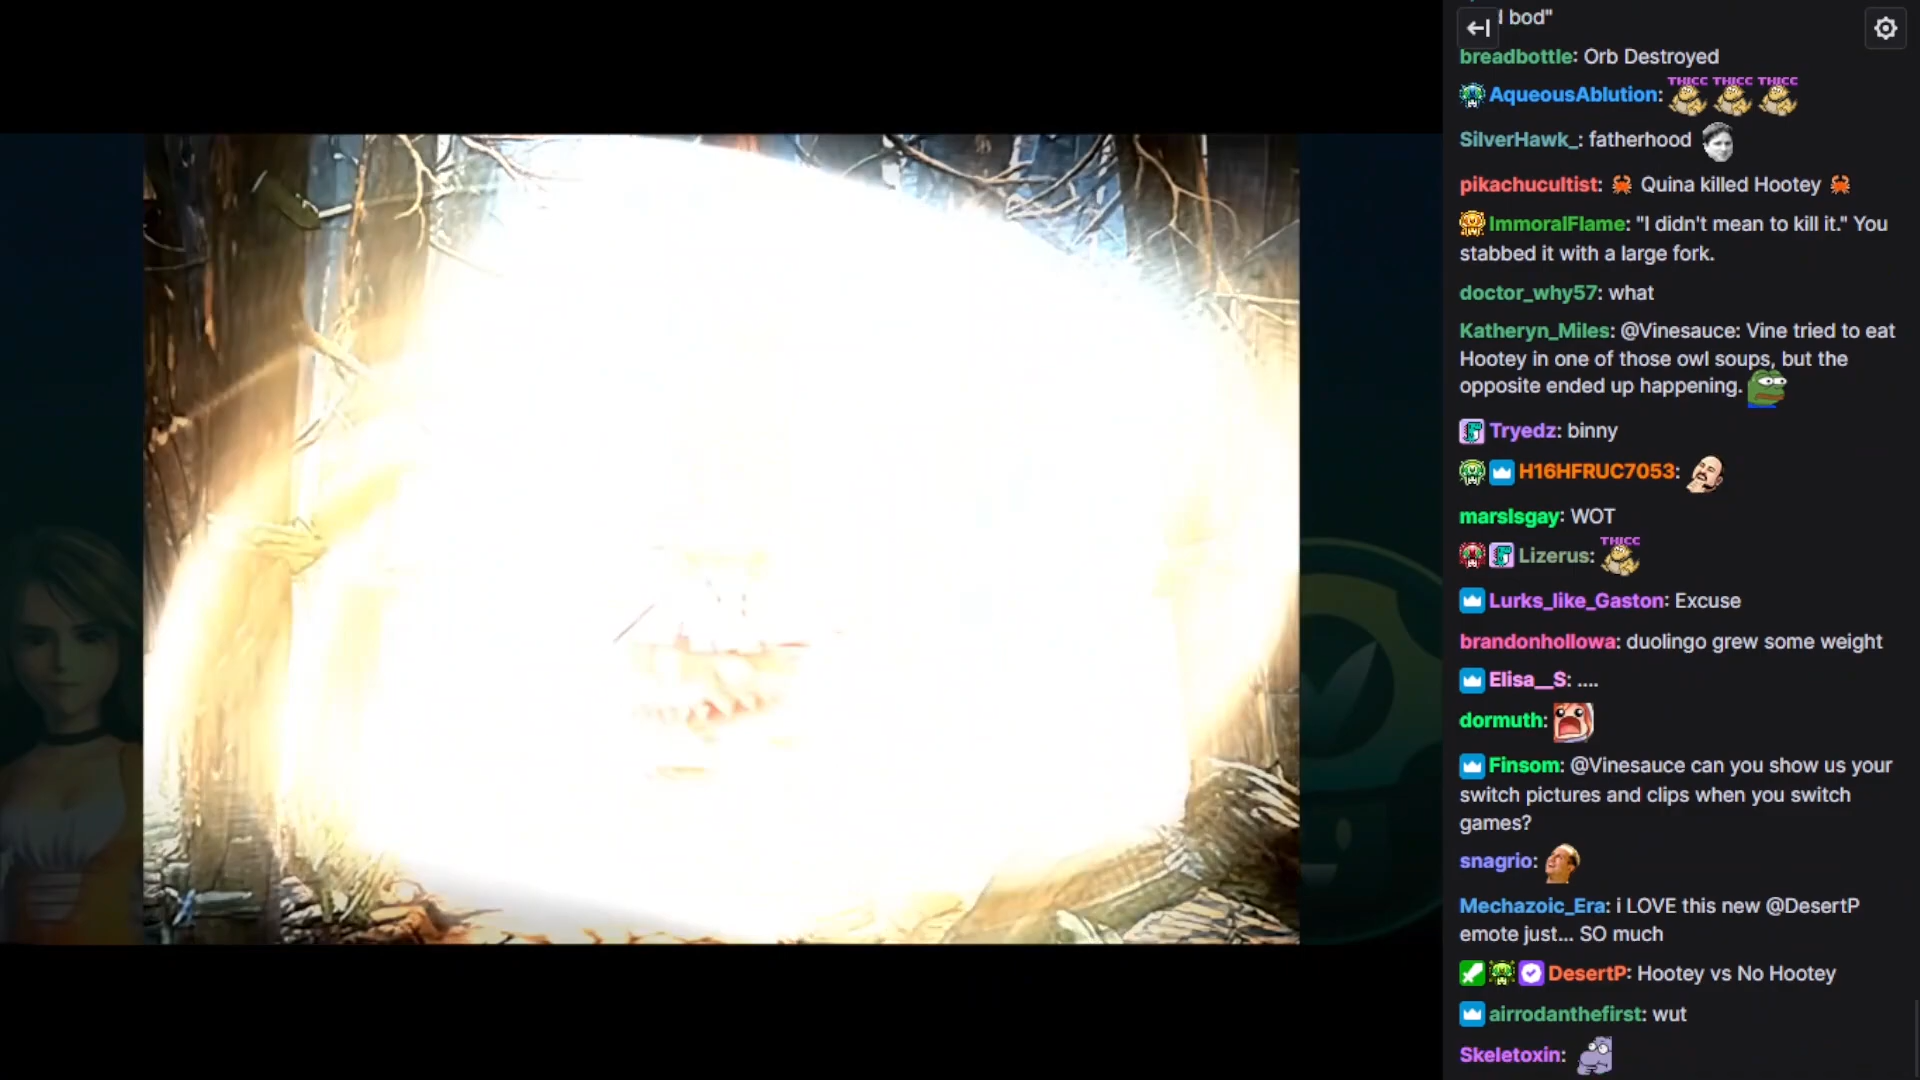 d bod"
breadbottle: Orb Destroyed
AqueousAblution: THICC THICC THICC
SilverHawk_: fatherhood
pikachucultist: 🦀 Quina killed Hootey 🦀
ImmoralFlame: "I didn't mean to kill it." You
stabbed it with a large fork.
doctor_why57: what
Katheryn_Miles: @Vinesauce: Vine tried to eat
Hootey in one of those owl soups, but the
opposite ended up happening.
Tryedz: binny
H16HFRUC7053:
marsIsgay: WOT
Lizerus: THICC
Lurks_like_Gaston: Excuse
brandonhollowa: duolingo grew some weight
Elisa__S: ....
dormuth:
Finsom: @Vinesauce can you show us your
switch pictures and clips when you switch
games?
snagrio:
Mechazoic_Era: i LOVE this new @DesertP
emote just... SO much
DesertP: Hootey vs No Hootey
airrodanthefirst: wut
Skeletoxin: